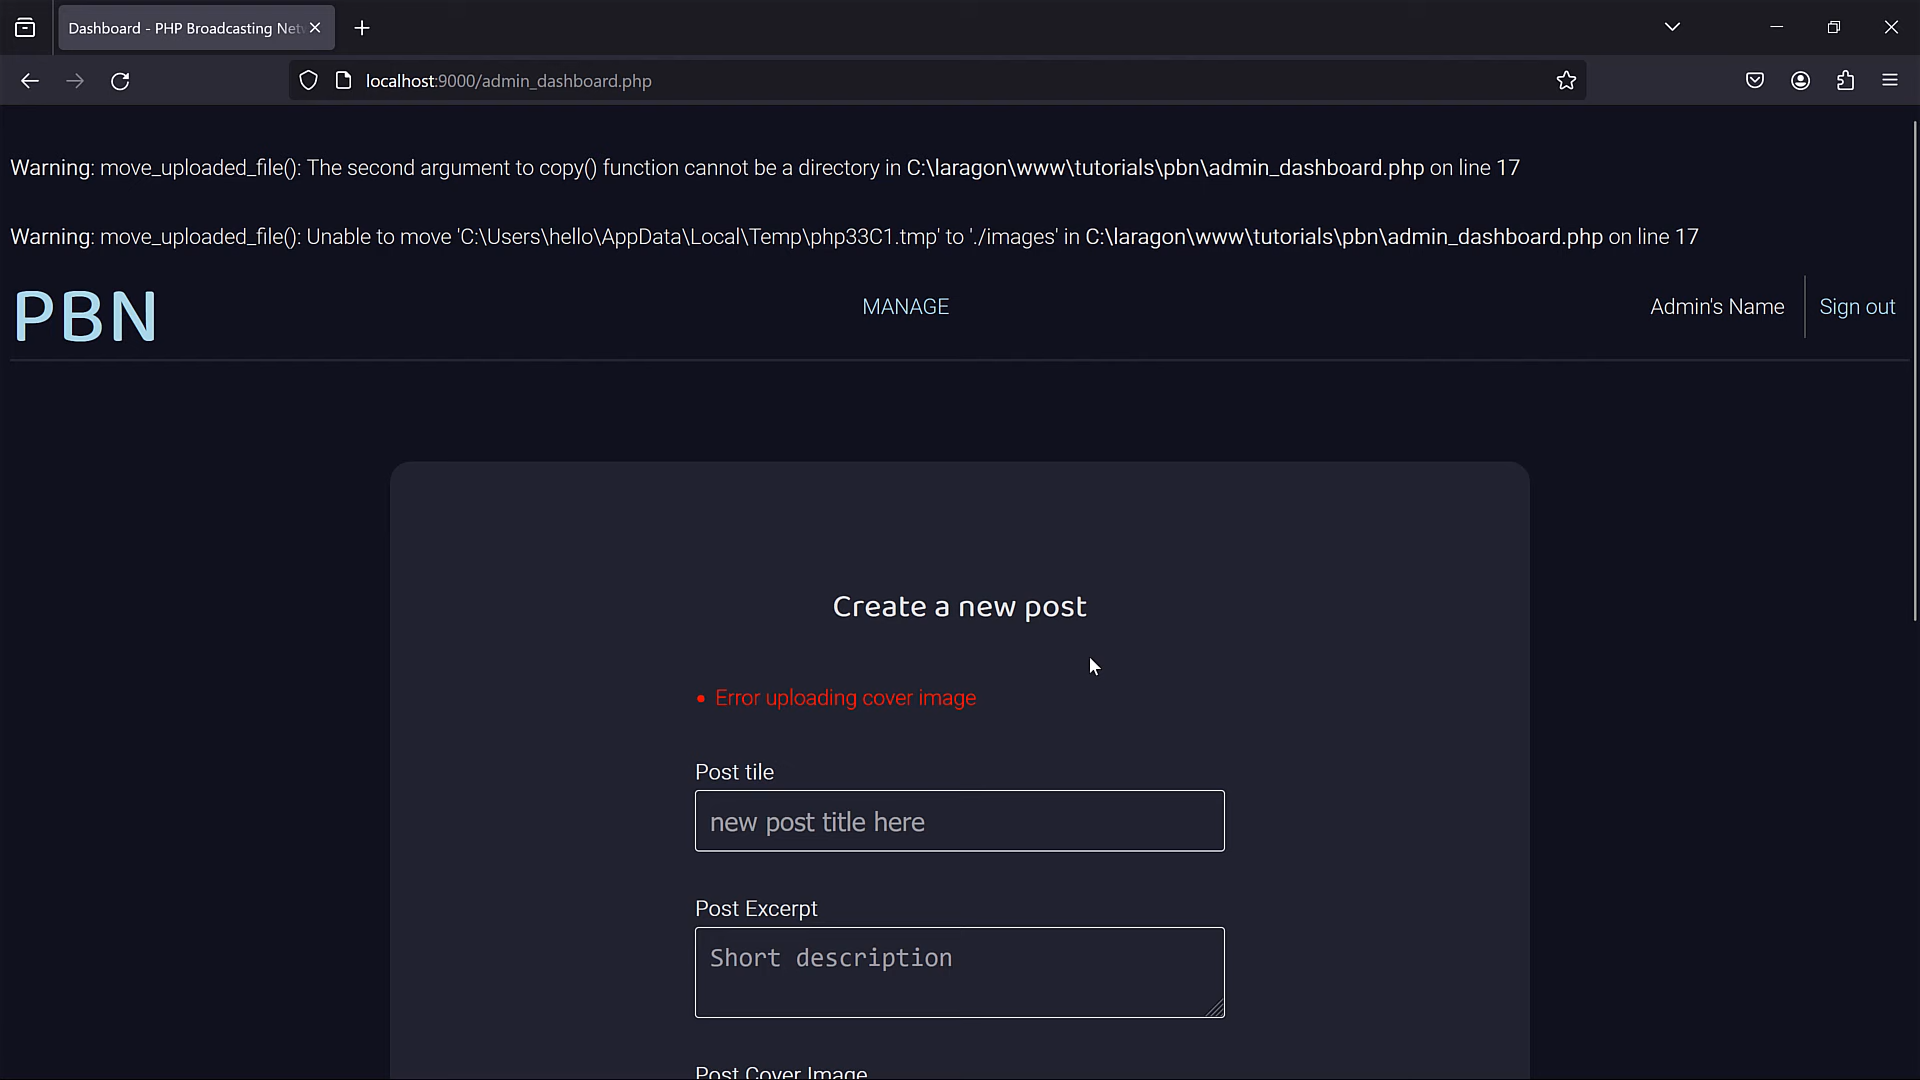 Dashboard - PHP Broadcasting Net
localhost:9000/admin_dashboard.php
Warning: move_uploaded_file(): The second argument to copy() function cannot be a directory in C:\laragon\www\tutorials\pbn\admin_dashboard.php on line 17
Warning: move_uploaded_file(): Unable to move 'C:\Users\hello\AppData\Local\Temp\php33C1.tmp' to './images' in C:\laragon\www\tutorials\pbn\admin_dashboard.php on line 17
PBN MANAGE Admin's Name Sign out
Create a new post
• Error uploading cover image
Post tile
new post title here
Post Excerpt
Short description
Post Cover Image